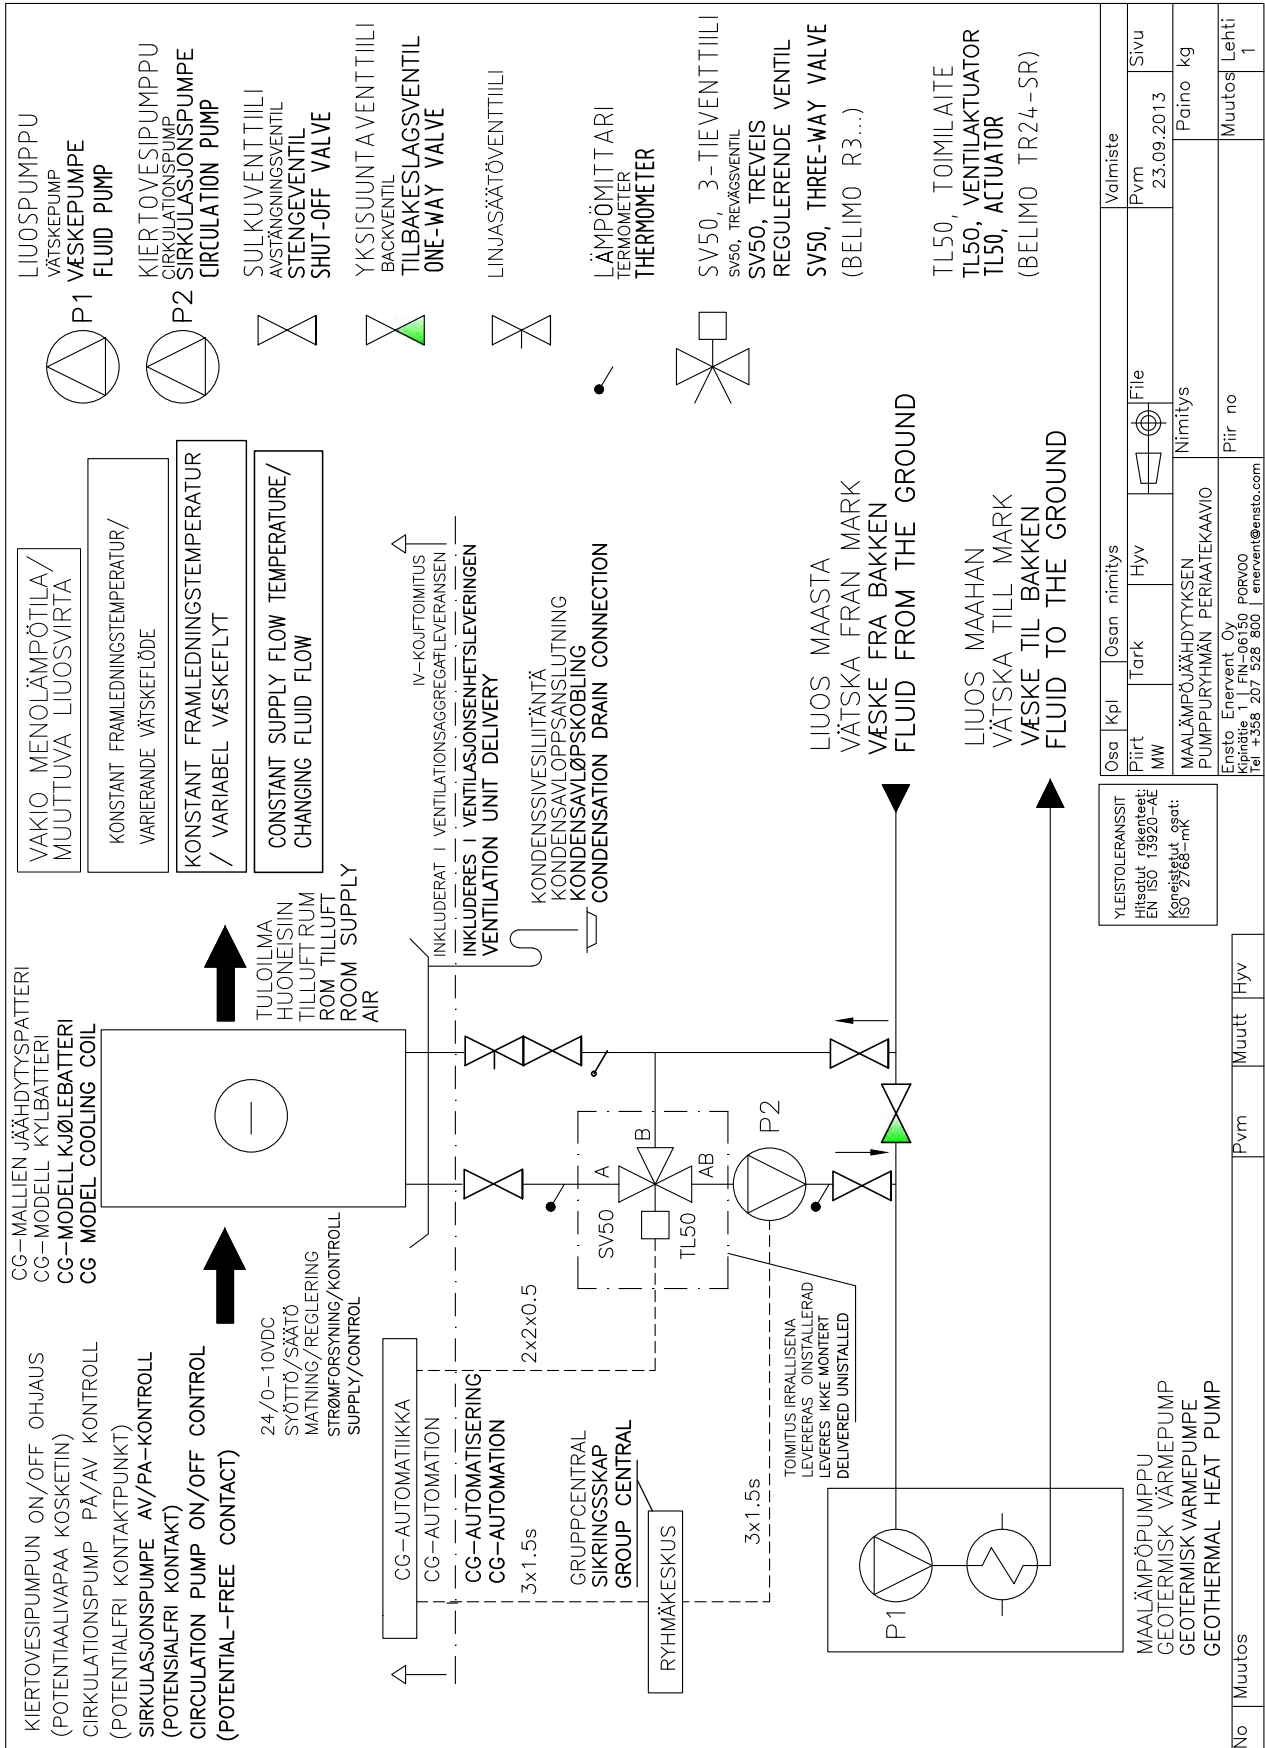 KIERTOVESIPUMPUN ON/OFF OHJAUS
(POTENTIAALIVAPAA KOSKETIN)
CIRKULATIONSPUMP PÅ/AV KONTROLL
(POTENTIALFRI KONTAKTPUNKT)
SIRKULASJONSPUMPE AV/PA-KONTROLL
(POTENSIALFRI KONTAKT)
CIRCULATION PUMP ON/OFF CONTROL
(POTENTIAL-FREE CONTACT)
CG-MALLIEN JÄÄHDYTYSPATTERI
CG-MODELL KYLBATTERI
CG-MODELL KJØLEBATTERI
CG MODEL COOLING COIL
VAKIO MENOLÄMPÖTILA/
MUUTTUVA LIUOSVIRTA
KONSTANT FRAMLEDNINGSTEMPERATUR/
VARIERANDE VÄTSKEFLÖDE
KONSTANT FRAMLEDNINGSTEMPERATUR
/ VARIABEL VÆSKEFLYT
CONSTANT SUPPLY FLOW TEMPERATURE/
CHANGING FLUID FLOW
P1
LIUOSPUMPPU
VÄTSKEPUMP
VÆSKEPUMPE
FLUID PUMP
P2
KIERTOVESIPUMPPU
CIRKULATIONSPUMP
SIRKULASJONSPUMPE
CIRCULATION PUMP
SULKUVENTTIILI
AVSTÄNGNINGSVENTIL
STENGEVENTIL
SHUT-OFF VALVE
YKSISUUNTAVENTTIILI
BACKVENTIL
TILBAKESLAGSVENTIL
ONE-WAY VALVE
LINJASÄÄTÖVENTTIILI
LÄMPÖMITTARI
TERMOMETER
THERMOMETER
SV50, 3-TIEVENTTIILI
SV50, TREVÄGSVENTIL
SV50, TREVEIS
REGULERENDE VENTIL
SV50, THREE-WAY VALVE
(BELIMO R3...)
TL50, TOIMILAITE
TL50, VENTILAKTUATOR
TL50, ACTUATOR
(BELIMO TR24-SR)
24/0-10VDC
SYÖTTÖ/SÄÄTÖ
MATNING/REGLERING
STRØMFORSYNING/KONTROLL
SUPPLY/CONTROL
TULOILMA
HUONEISIIN
TILLUFT RUM
ROM TILLUFT
ROOM SUPPLY
AIR
CG-AUTOMATIIKKA
CG-AUTOMATION
CG-AUTOMATISERING
CG-AUTOMATION
3x1.5s
2x2x0.5
IV-KOJFTOIMITUS
INKLUDERAT I VENTILATIONSAGGREGATLEVERANSEN
INKLUDERES I VENTILASJONSENHETSLEVERINGEN
VENTILATION UNIT DELIVERY
KONDENSSIVESILIITÄNTÄ
KONDENSAVLOPPSANSLUTNING
KONDENSAVLØPSKOBLING
CONDENSATION DRAIN CONNECTION
GRUPPCENTRAL
SIKRINGSSKAP
GROUP CENTRAL
RYHMÄKESKUS
3x1.5s
SV50
A
B
AB
TL50
P2
TOIMITUS IRRALLISENA
LEVERERAS OINSTALLERAD
LEVERES IKKE MONTERT
DELIVERED UNISTALLED
LIUOS MAASTA
VÄTSKA FRAN MARK
VÆSKE FRA BAKKEN
FLUID FROM THE GROUND
LIUOS MAAHAN
VÄTSKA TILL MARK
VÆSKE TIL BAKKEN
FLUID TO THE GROUND
P1
MAALÄMPÖPUMPPU
GEOTERMISK VÄRMEPUMP
GEOTERMISK VARMEPUMPE
GEOTHERMAL HEAT PUMP
YLEISTOLERANSSIT
Hitsatut rakenteet:
EN ISO 13920-AE
Koneistetut osat:
ISO 2768-mK
Osa Kpl Osan nimitys Valmiste
Piirt Tark Hyv File Pvm Sivu
MW 23.09.2013
MAALÄMPÖJÄÄHDYTYKSEN
PUMPPURYHMÄN PERIAATEKAAVIO
Nimitys Paino kg
Ensto Enervent Oy
Kipinätie 1 | FIN-06150 PORVOO
Tel +358 207 528 800 | enervent@ensto.com
Piir no Muutos Lehti
1
No Muutos Pvm Muutt Hyv